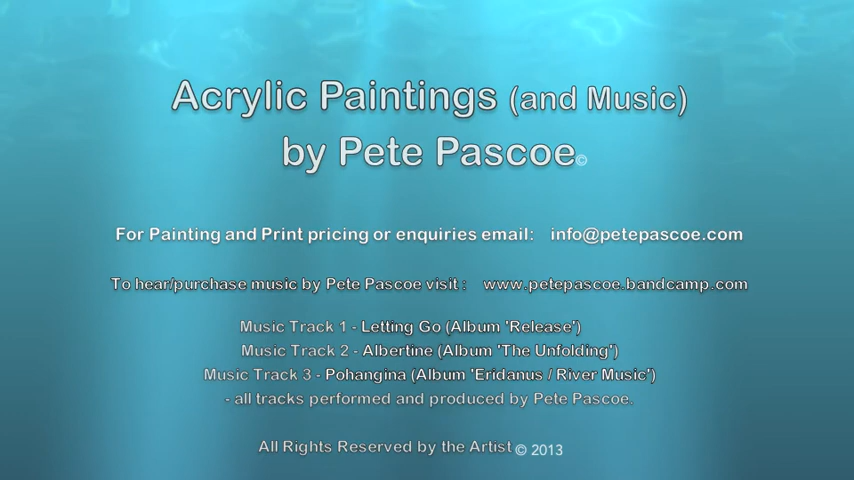 Acrylic Paintings (and Music)
by Pete Pascoe©
For Painting and Print pricing or enquiries email: info@petepascoe.com
To hear/purchase music by Pete Pascoe visit : www.petepascoe.bandcamp.com
Music Track 1 - Letting Go (Album 'Release')
Music Track 2 - Albertine (Album 'The Unfolding')
Music Track 3 - Pohangina (Album 'Eridanus / River Music')
- all tracks performed and produced by Pete Pascoe.
All Rights Reserved by the Artist © 2013